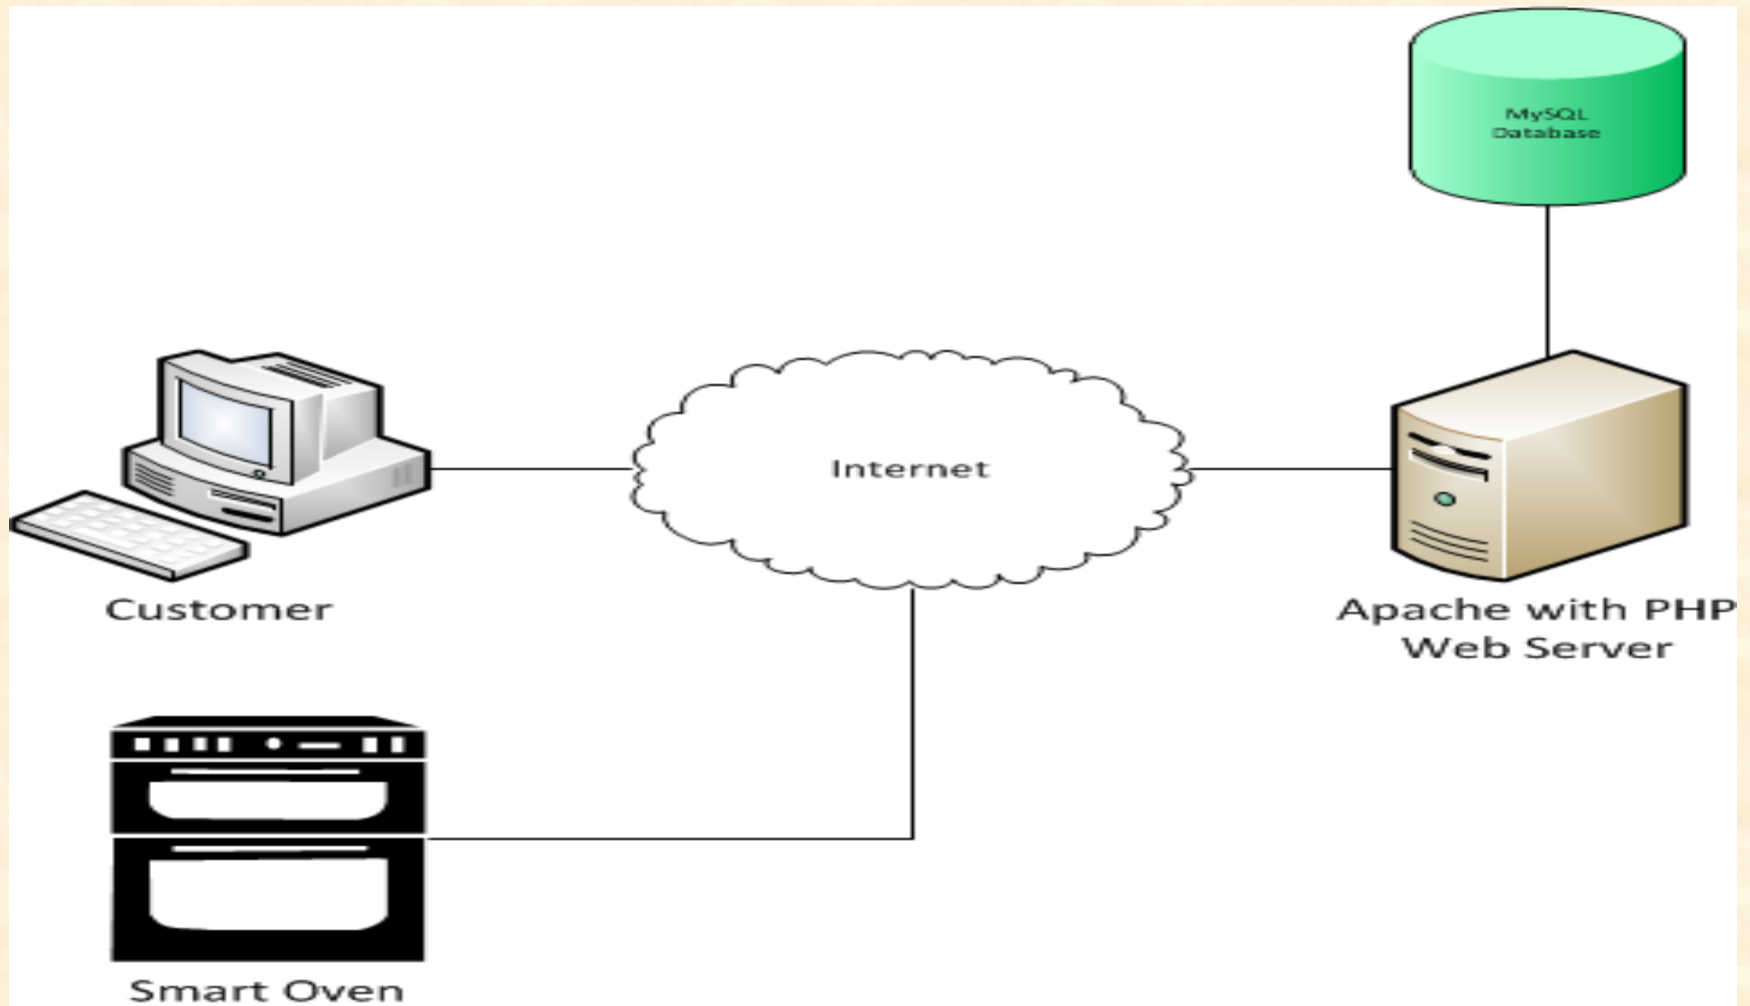 MySQL
Database
Internet
Customer
Apache with PHP
Web Server
Smart Oven